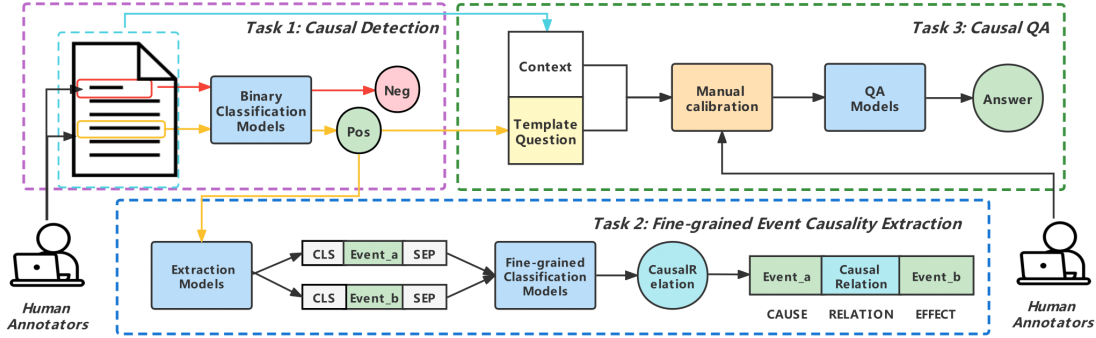 Task 1: Causal Detection
Binary
Classification
Models
Neg
Pos
Task 3: Causal QA
Context
Template
Question
Manual
calibration
QA
Models
Answer
Human
Annotators
Task 2: Fine-grained Event Causality Extraction
Extraction
Models
CLS Event_a SEP
CLS Event_b SEP
Fine-grained
Classification
Models
CausalR
elation
Event_a
Causal
Relation
Event_b
CAUSE RELATION EFFECT
Human
Annotators